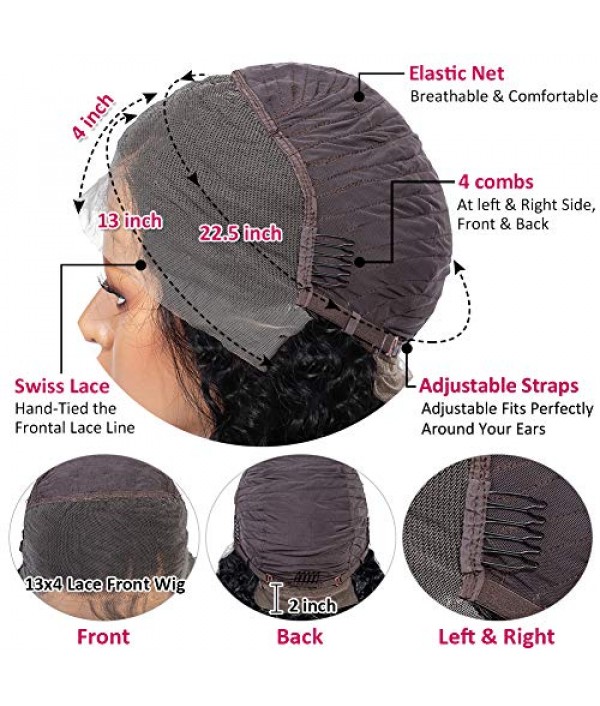 Elastic Net
Breathable & Comfortable
4 inch
4 combs
At left & Right Side,
Front & Back
13 inch
22.5 inch
Swiss Lace
Hand-Tied the
Frontal Lace Line
Adjustable Straps
Adjustable Fits Perfectly
Around Your Ears
13x4 Lace Front Wig
2 inch
Front
Back
Left & Right